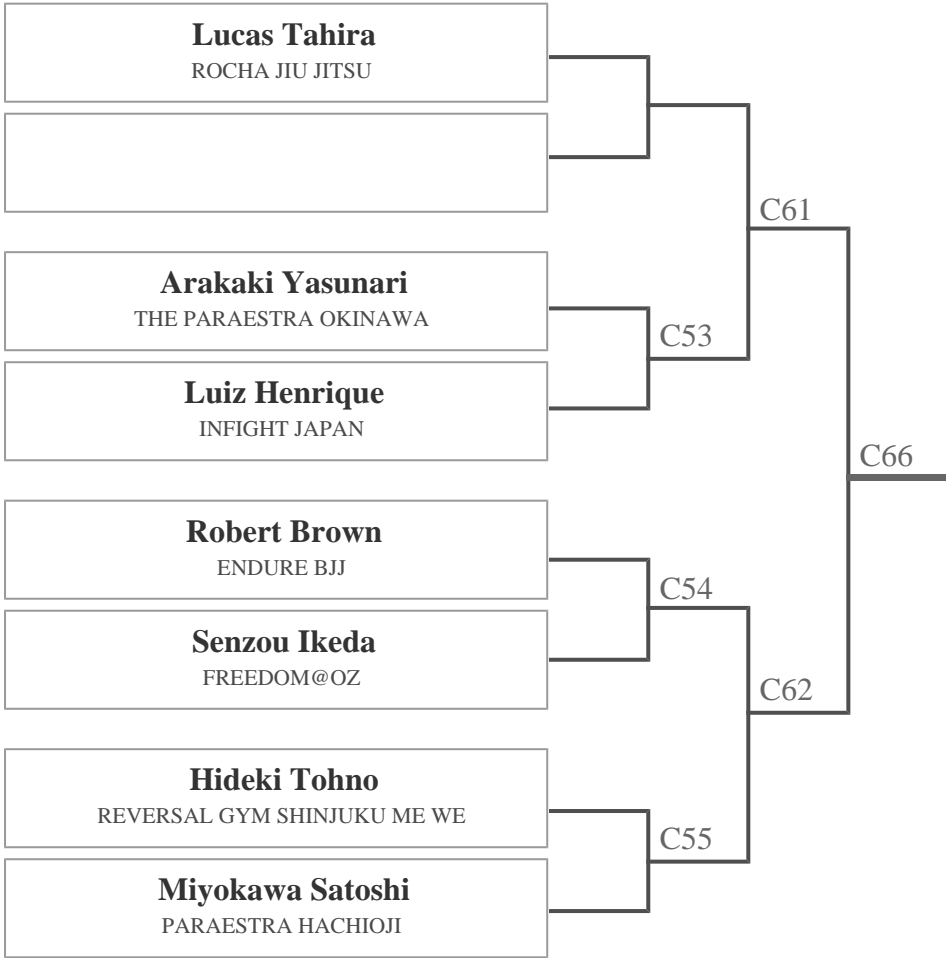 Lucas Tahira
ROCHA JIU JITSU
C61
Arakaki Yasunari
THE PARAESTRA OKINAWA
C53
Luiz Henrique
INFIGHT JAPAN
C66
Robert Brown
ENDURE BJJ
C54
Senzou Ikeda
FREEDOM@OZ
C62
Hideki Tohno
REVERSAL GYM SHINJUKU ME WE
C55
Miyokawa Satoshi
PARAESTRA HACHIOJI